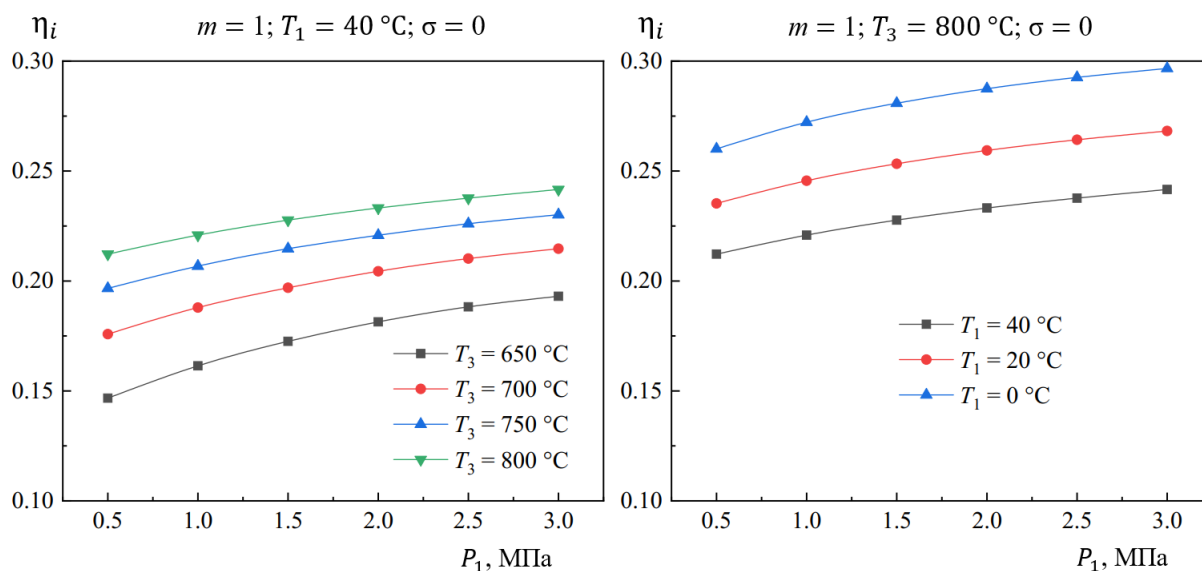 ηi m = 1; T1 = 40 °C; σ = 0
0.30
0.25
0.20
0.15
0.10
T3 = 650 °C
T3 = 700 °C
T3 = 750 °C
T3 = 800 °C
0.5 1.0 1.5 2.0 2.5 3.0
P1, МПа
ηi m = 1; T3 = 800 °C; σ = 0
0.30
0.25
0.20
0.15
0.10
T1 = 40 °C
T1 = 20 °C
T1 = 0 °C
0.5 1.0 1.5 2.0 2.5 3.0
P1, МПа